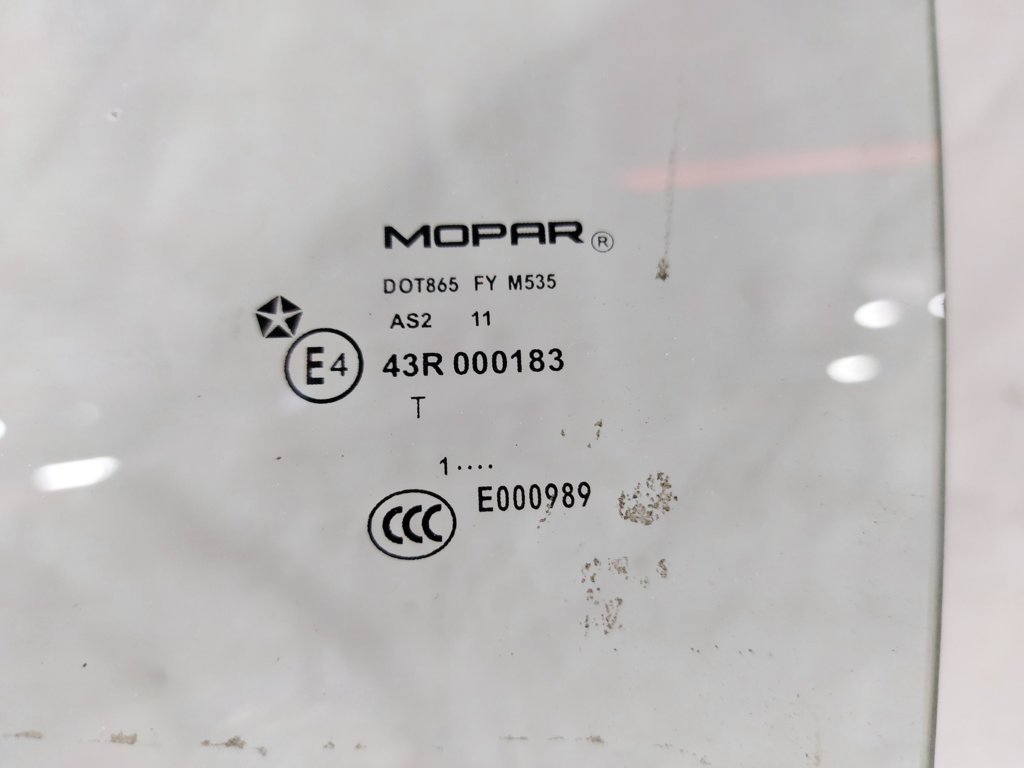 MOPAR ®
DOT865 FY M535
AS2 11
E4 43R 000183
T
1····
CCC E000989